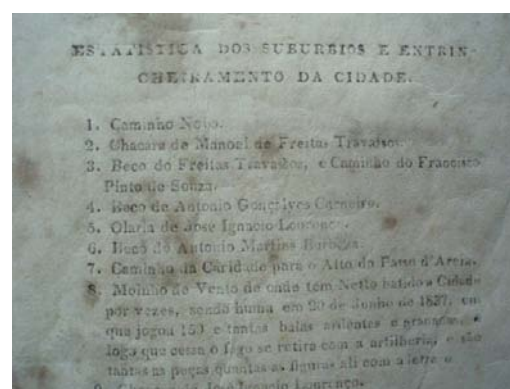 ESTATISTICA DOS SUBURBIOS E EXTRIN-
CHEIRAMENTO DA CIDADE.
1. Caminho Novo.
2. Chacara de Manoel de Freitas Travassos.
3. Beco do Freitas Travassos, e Caminho do Francisco
Pinto de Souza.
4. Beco de Antonio Gonçalves Carneiro.
5. Olaria de José Ignacio Lourenço.
6. Beco de Antonio Martins Barboza.
7. Caminho da Caridade para o Alto do d'Areia.
8. Moinho de Vento de onde tem Netto batido a Cidade
por vezes, sendo huma em 20 de Junho de 1837, em
que jogou 153 e tantas balas ardentes e granadas, e
logo que cessa o fogo se retira com a artilheria, e são
tantas as peças quantas as figuras ali com a letra
9. José Ignacio Lourenço.